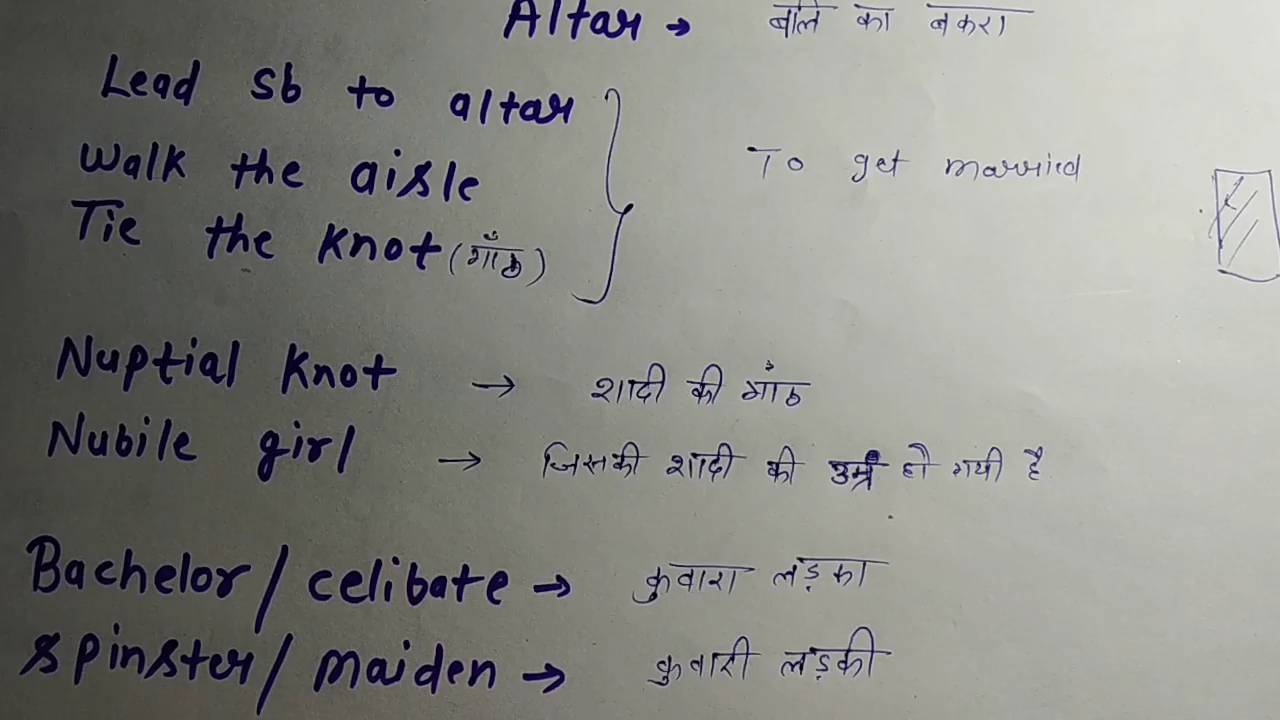 Altar → बलि का बकरा
Lead sb to altar
Walk the aisle
To get married
Tie the knot (गाँठ)
Nuptial knot → शादी की गाँठ
Nubile girl → जिसकी शादी की उम्र हो गयी है
Bachelor / celibate → कुवारा लड़का
spinster / maiden → कुवारी लड़की